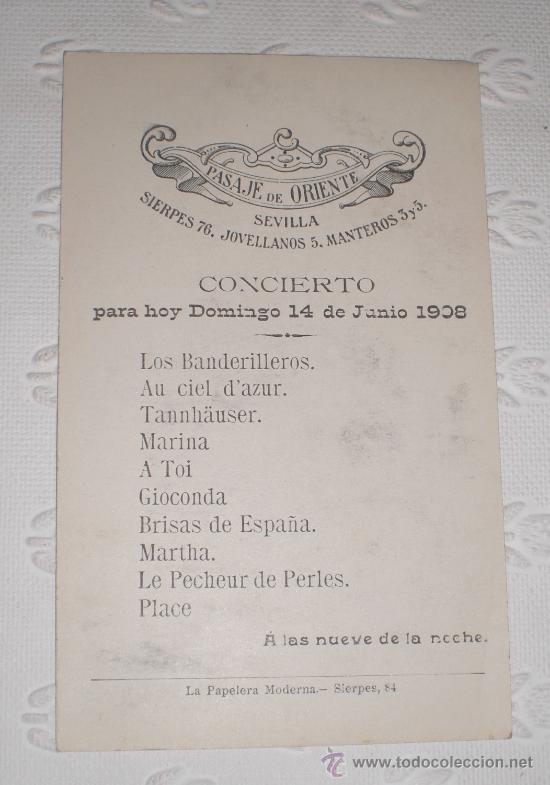 PASAJE DE ORIENTE
SEVILLA
SIERPES 76, JOVELLANOS 5, MANTEROS 3 y 5.
CONCIERTO
para hoy Domingo 14 de Junio 1908
Los Banderilleros.
Au ciel d'azur.
Tannhäuser.
Marina
A Toi
Gioconda
Brisas de España.
Martha.
Le Pecheur de Perles.
Place
Á las nueve de la noche.
La Papelera Moderna.— Sierpes, 84
todocoleccion
www.todocoleccion.net